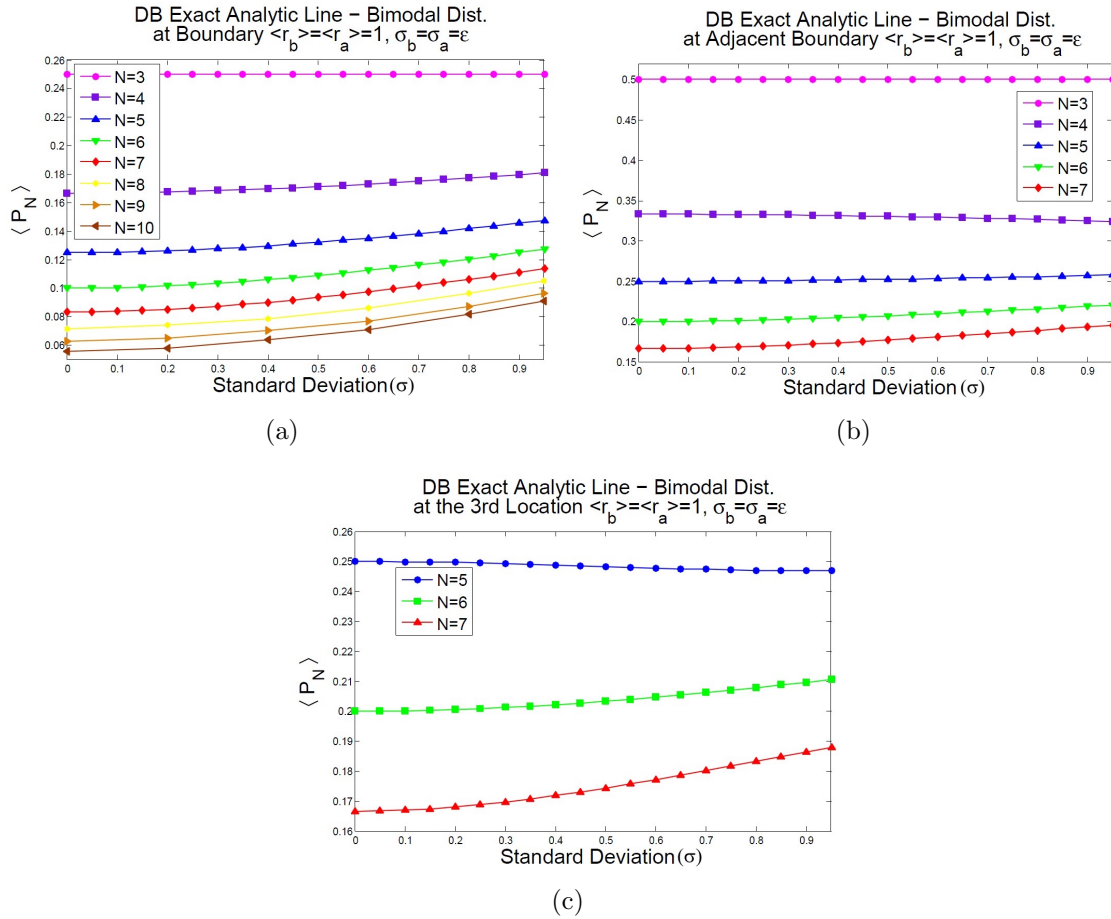 DB Exact Analytic Line − Bimodal Dist.
at Boundary <r_b>=<r_a>=1, σ_b=σ_a=ε
0.26
0.24
0.22
0.2
0.18
0.16
0.14
0.12
0.1
0.08
0.06
⟨ P_N ⟩
N=3
N=4
N=5
N=6
N=7
N=8
N=9
N=10
0 0.1 0.2 0.3 0.4 0.5 0.6 0.7 0.8 0.9
Standard Deviation(σ)
(a)
DB Exact Analytic Line − Bimodal Dist.
at Adjacent Boundary <r_b>=<r_a>=1, σ_b=σ_a=ε
0.5
0.45
0.4
0.35
0.3
0.25
0.2
0.15
⟨ P_N ⟩
N=3
N=4
N=5
N=6
N=7
0 0.1 0.2 0.3 0.4 0.5 0.6 0.7 0.8 0.9
Standard Deviation(σ)
(b)
DB Exact Analytic Line − Bimodal Dist.
at the 3rd Location <r_b>=<r_a>=1, σ_b=σ_a=ε
0.26
0.25
0.24
0.23
0.22
0.21
0.2
0.19
0.18
0.17
0.16
⟨ P_N ⟩
N=5
N=6
N=7
0 0.1 0.2 0.3 0.4 0.5 0.6 0.7 0.8 0.9
Standard Deviation(σ)
(c)